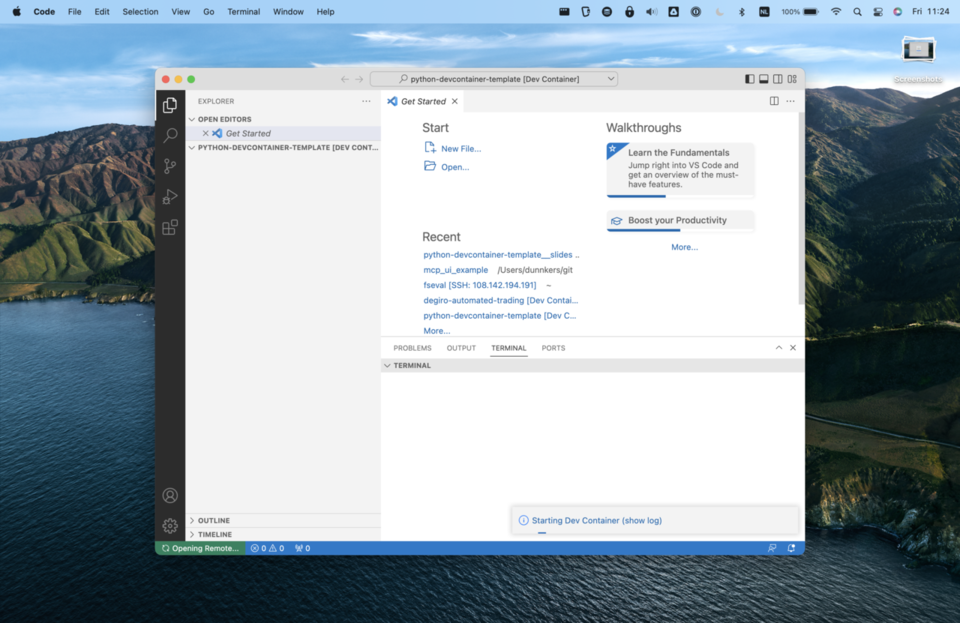 Code File Edit Selection View Go Terminal Window Help
NL 100% Fri 11:24
Screenshots
python-devcontainer-template [Dev Container]
EXPLORER
OPEN EDITORS
Get Started
PYTHON-DEVCONTAINER-TEMPLATE [DEV CONT...
OUTLINE
TIMELINE
Get Started
Start
New File...
Open...
Recent
python-devcontainer-template__slides ..
mcp_ui_example /Users/dunnkers/git
fseval [SSH: 108.142.194.191] ~
degiro-automated-trading [Dev Contai...
python-devcontainer-template [Dev C...
More...
Walkthroughs
Learn the Fundamentals
Jump right into VS Code and
get an overview of the must-
have features.
Boost your Productivity
More...
PROBLEMS OUTPUT TERMINAL PORTS
TERMINAL
Starting Dev Container (show log)
Opening Remote... 0 0 0